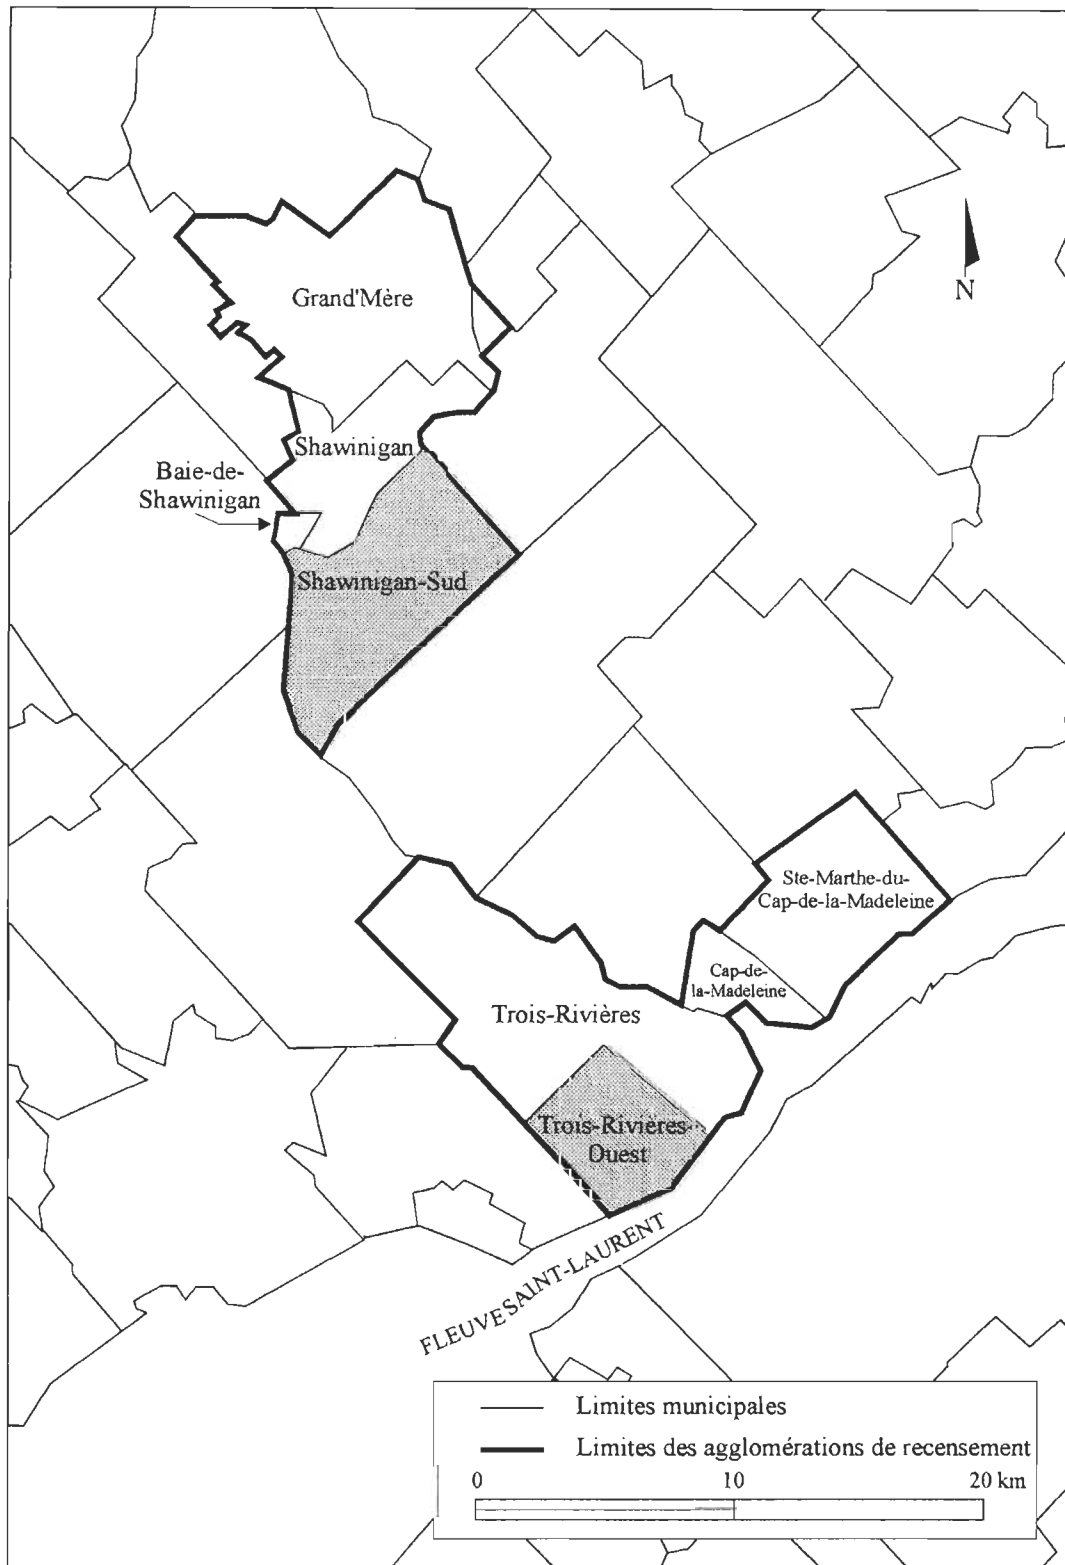 N
Grand'Mère
Shawinigan
Baie-de-
Shawinigan
Shawinigan-Sud
Ste-Marthe-du-
Cap-de-la-Madeleine
Cap-de-
la-Madeleine
Trois-Rivières
Trois-Rivières-
Ouest
FLEUVE SAINT-LAURENT
Limites municipales
Limites des agglomérations de recensement
0 10 20 km